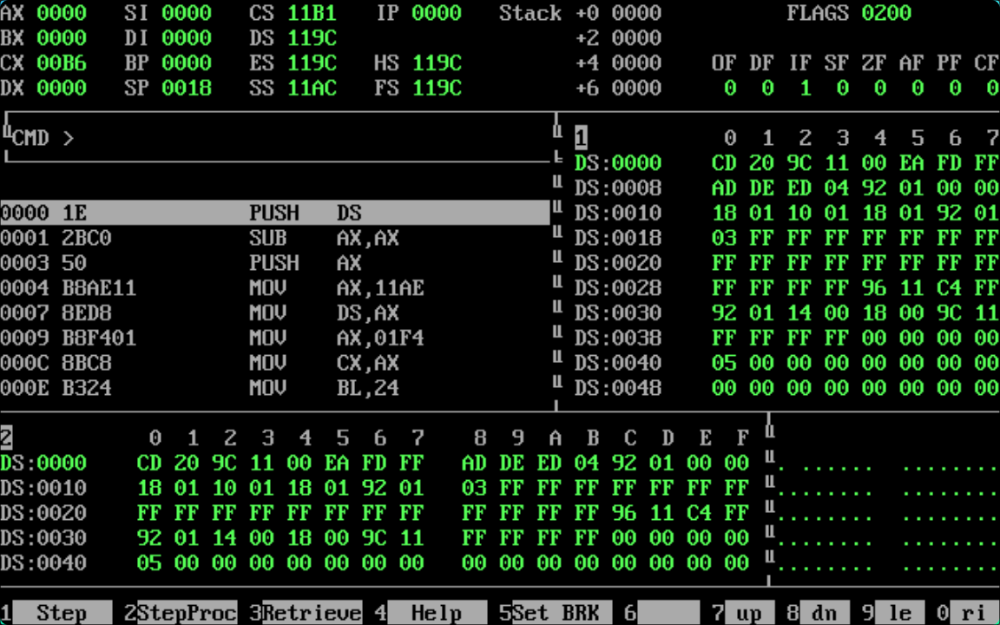 AX 0000 SI 0000 CS 11B1 IP 0000 Stack +0 0000 FLAGS 0200
BX 0000 DI 0000 DS 119C +2 0000
CX 00B6 BP 0000 ES 119C HS 119C +4 0000 OF DF IF SF ZF AF PF CF
DX 0000 SP 0018 SS 11AC FS 119C +6 0000 0 0 1 0 0 0 0 0
CMD > 1 0 1 2 3 4 5 6 7
DS:0000 CD 20 9C 11 00 EA FD FF
DS:0008 AD DE ED 04 92 01 00 00
0000 1E PUSH DS DS:0010 18 01 10 01 18 01 92 01
0001 2BC0 SUB AX,AX DS:0018 03 FF FF FF FF FF FF FF
0003 50 PUSH AX DS:0020 FF FF FF FF FF FF FF FF
0004 B8AE11 MOV AX,11AE DS:0028 FF FF FF FF 96 11 C4 FF
0007 8ED8 MOV DS,AX DS:0030 92 01 14 00 18 00 9C 11
0009 B8F401 MOV AX,01F4 DS:0038 FF FF FF FF 00 00 00 00
000C 8BC8 MOV CX,AX DS:0040 05 00 00 00 00 00 00 00
000E B324 MOV BL,24 DS:0048 00 00 00 00 00 00 00 00
2 0 1 2 3 4 5 6 7 8 9 A B C D E F
DS:0000 CD 20 9C 11 00 EA FD FF AD DE ED 04 92 01 00 00 . ...... ........
DS:0010 18 01 10 01 18 01 92 01 03 FF FF FF FF FF FF FF ........ ........
DS:0020 FF FF FF FF FF FF FF FF FF FF FF FF 96 11 C4 FF ........ ........
DS:0030 92 01 14 00 18 00 9C 11 FF FF FF FF 00 00 00 00 ........ ........
DS:0040 05 00 00 00 00 00 00 00 00 00 00 00 00 00 00 00 ........ ........
1 Step 2StepProc 3Retrieve 4 Help 5Set BRK 6 7 up 8 dn 9 le 0 ri